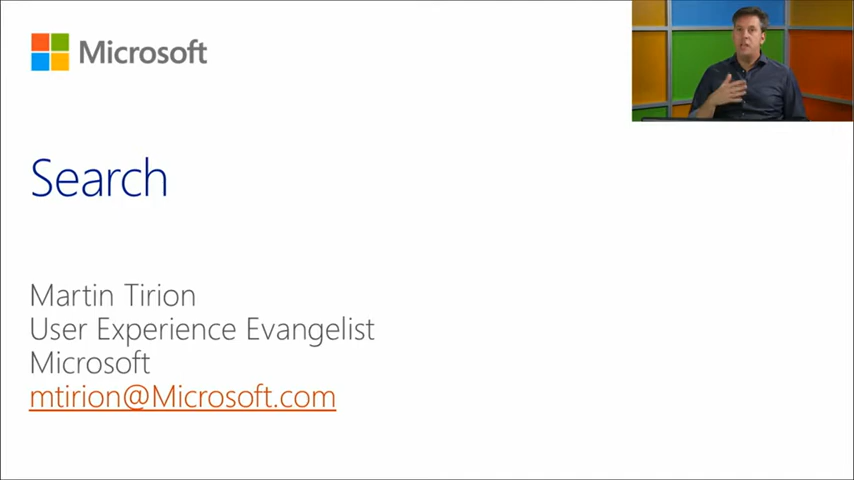 Microsoft
Search
Martin Tirion
User Experience Evangelist
Microsoft
mtirion@Microsoft.com